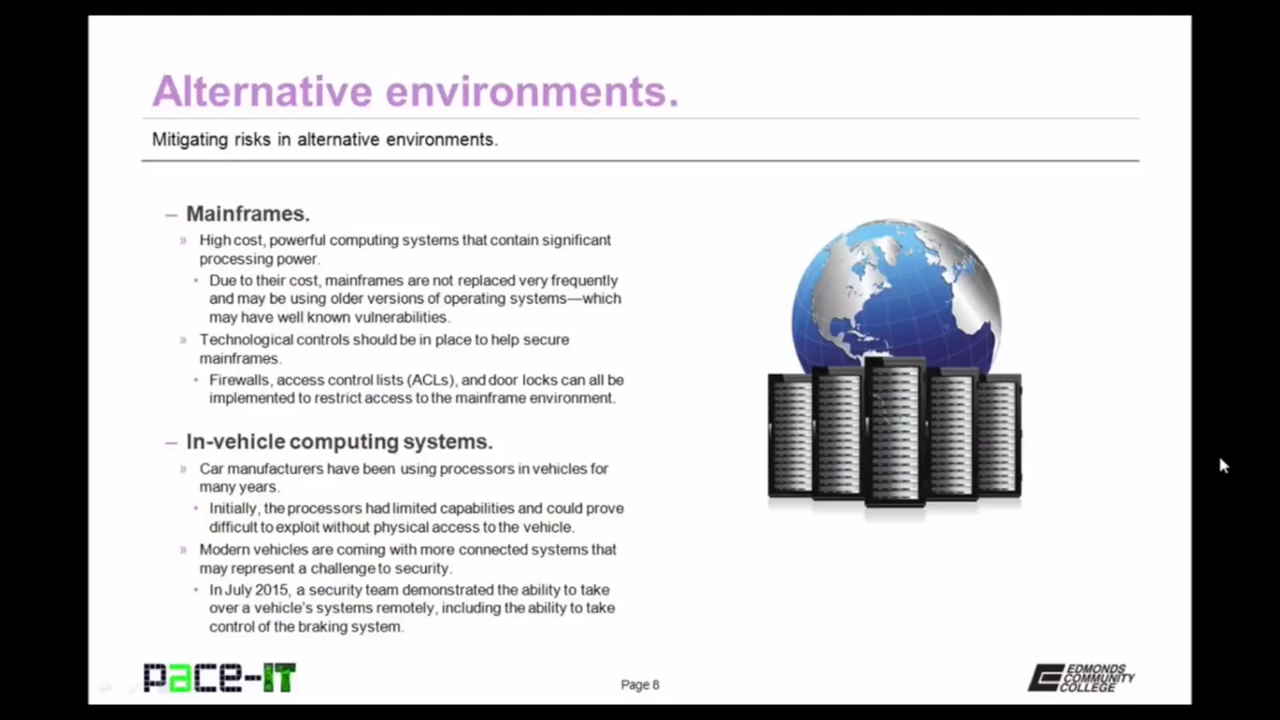 Alternative environments.
Mitigating risks in alternative environments.
– Mainframes.
» High cost, powerful computing systems that contain significant
processing power.
• Due to their cost, mainframes are not replaced very frequently
and may be using older versions of operating systems—which
may have well known vulnerabilities.
» Technological controls should be in place to help secure
mainframes.
• Firewalls, access control lists (ACLs), and door locks can all be
implemented to restrict access to the mainframe environment.
– In-vehicle computing systems.
» Car manufacturers have been using processors in vehicles for
many years.
• Initially, the processors had limited capabilities and could prove
difficult to exploit without physical access to the vehicle.
» Modern vehicles are coming with more connected systems that
may represent a challenge to security.
• In July 2015, a security team demonstrated the ability to take
over a vehicle's systems remotely, including the ability to take
control of the braking system.
pace-IT
Page 8
EDMONDS
COMMUNITY
COLLEGE